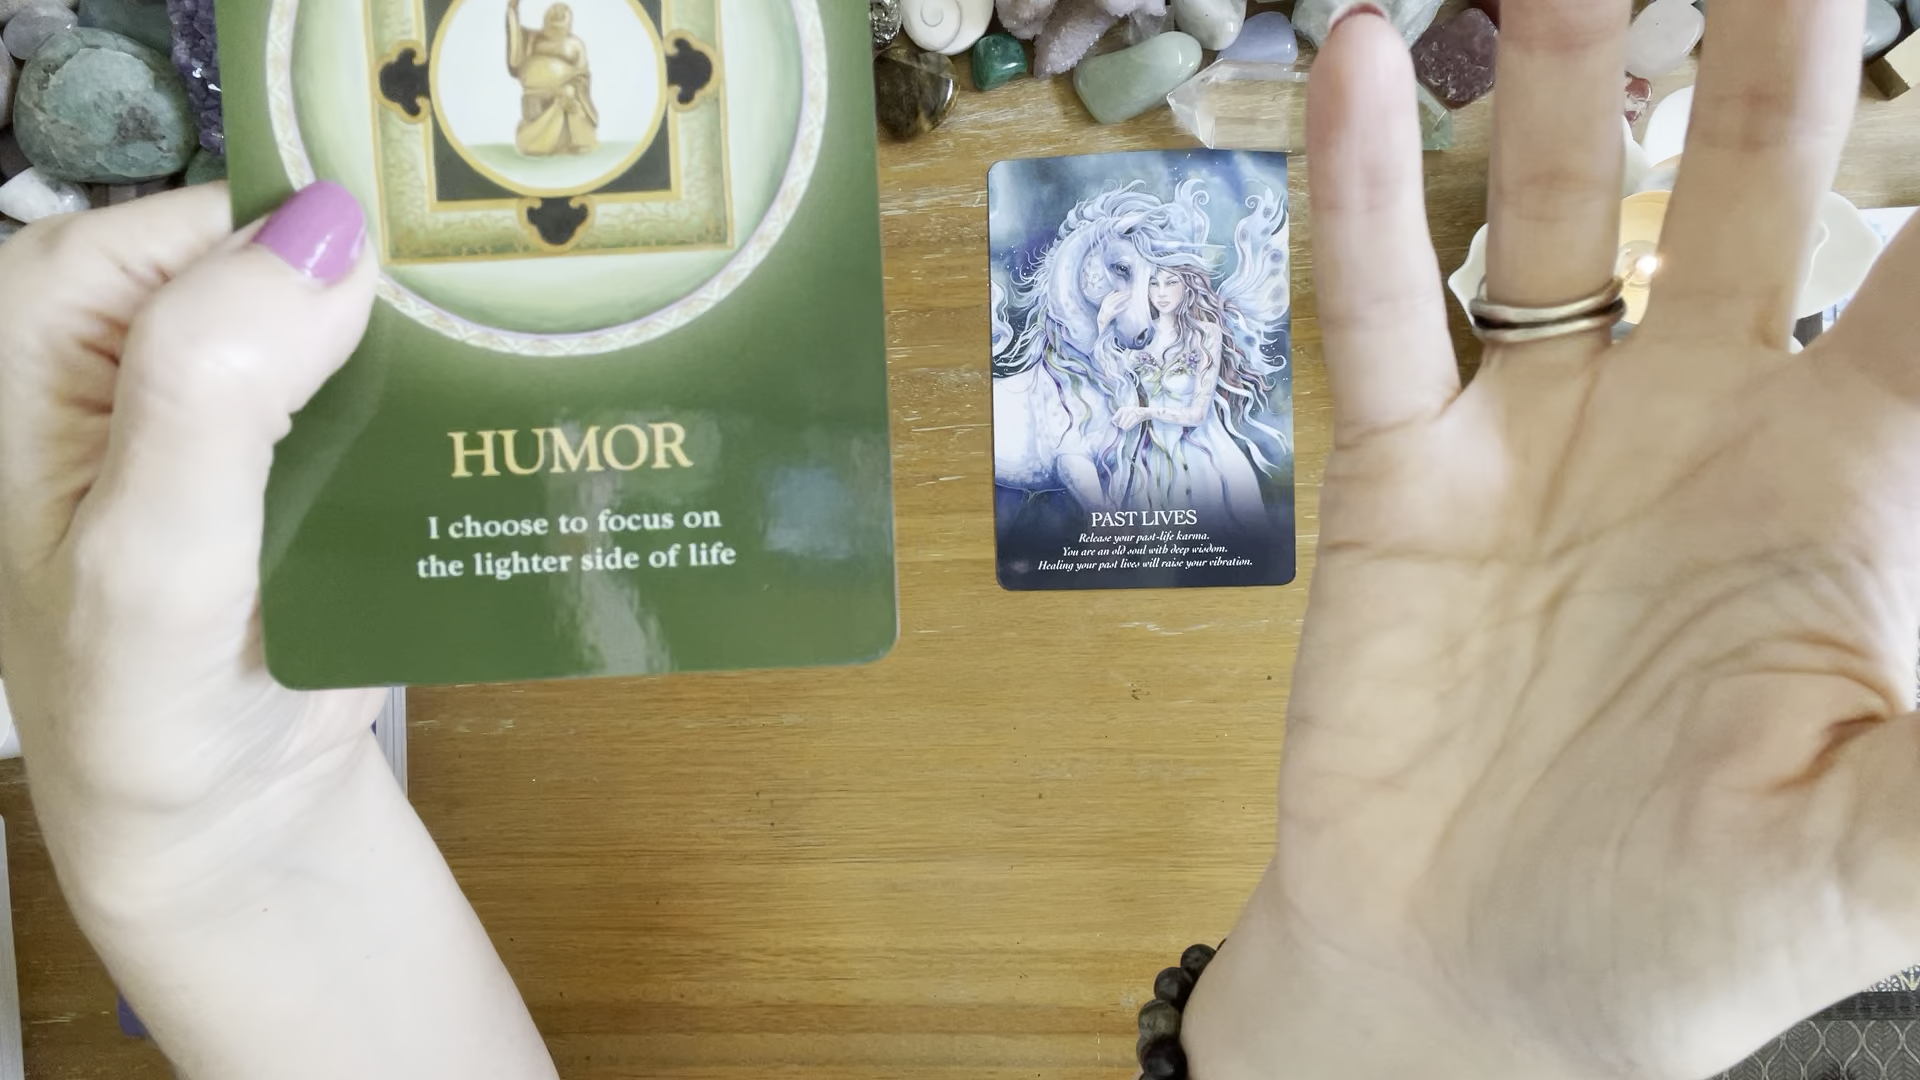 HUMOR
I choose to focus on
the lighter side of life
PAST LIVES
Release your past-life karma.
You are an old soul with deep wisdom.
Healing your past lives will raise your vibration.